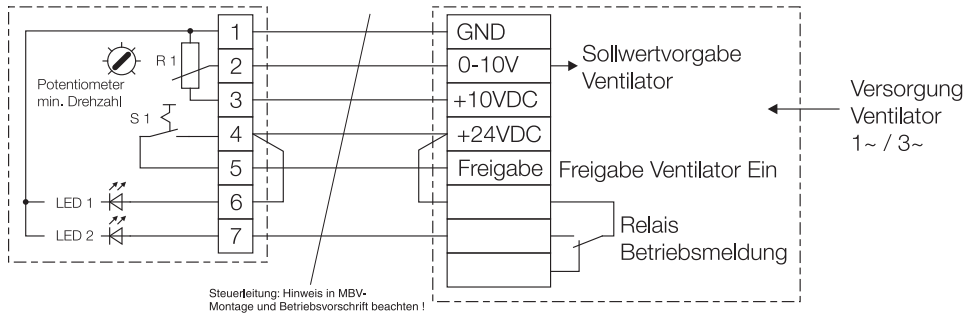 Potentiometer
min. Drehzahl
R 1
S 1
LED 1
LED 2
1
2
3
4
5
6
7
GND
0-10V
+10VDC
+24VDC
Freigabe
Sollwertvorgabe
Ventilator
Freigabe Ventilator Ein
Relais
Betriebsmeldung
Versorgung
Ventilator
1~ / 3~
Steuerleitung: Hinweis in MBV-
Montage und Betriebsvorschrift beachten !